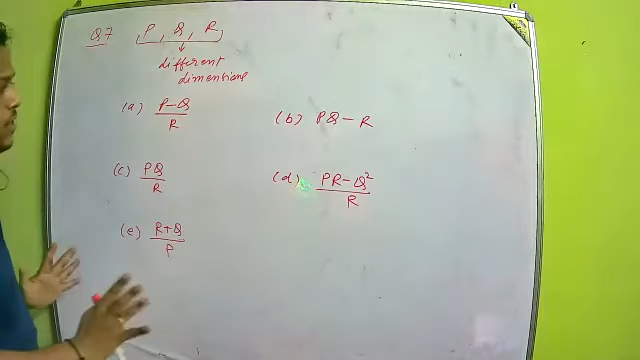 Q7 P, Q, R,
different
dimensions
(a) P-Q/R (b) PQ - R
(c) PQ/R (d) PR-Q²/R
(e) R+Q/P